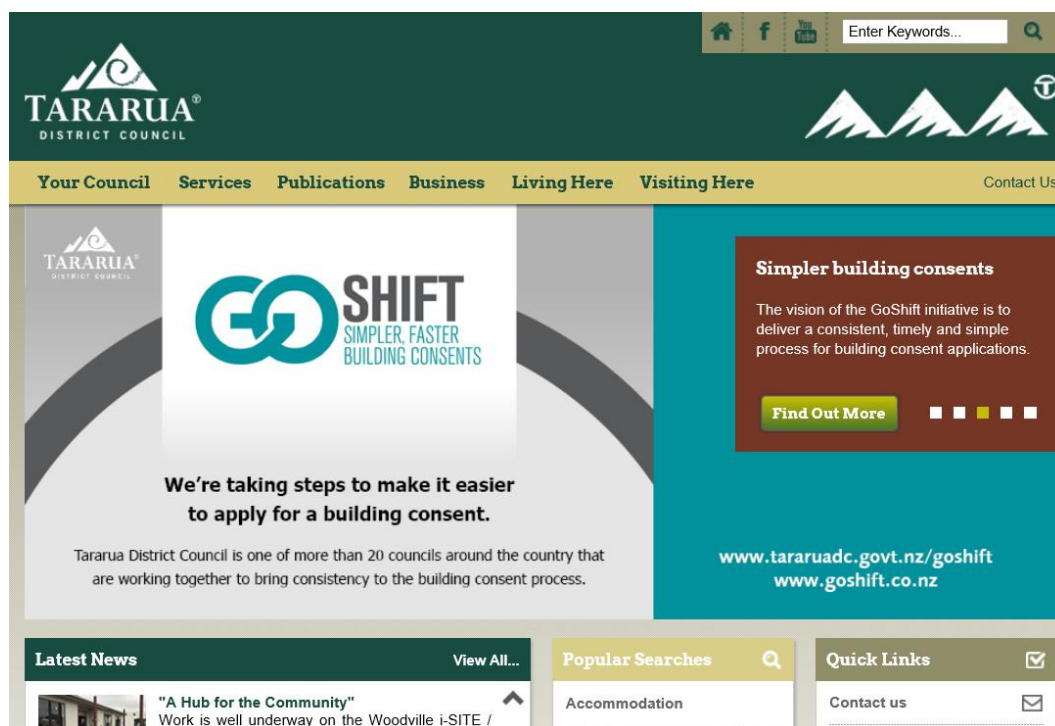 You
Tube
Enter Keywords...
TARARUA®
DISTRICT COUNCIL
T
Your Council Services Publications Business Living Here Visiting Here Contact Us
TARARUA®
DISTRICT COUNCIL
GO SHIFT
SIMPLER, FASTER
BUILDING CONSENTS
We're taking steps to make it easier
to apply for a building consent.
Tararua District Council is one of more than 20 councils around the country that
are working together to bring consistency to the building consent process.
Simpler building consents
The vision of the GoShift initiative is to
deliver a consistent, timely and simple
process for building consent applications.
Find Out More
www.tararuadc.govt.nz/goshift
www.goshift.co.nz
Latest News View All...
"A Hub for the Community"
Work is well underway on the Woodville i-SITE /
Popular Searches
Accommodation
Quick Links
Contact us